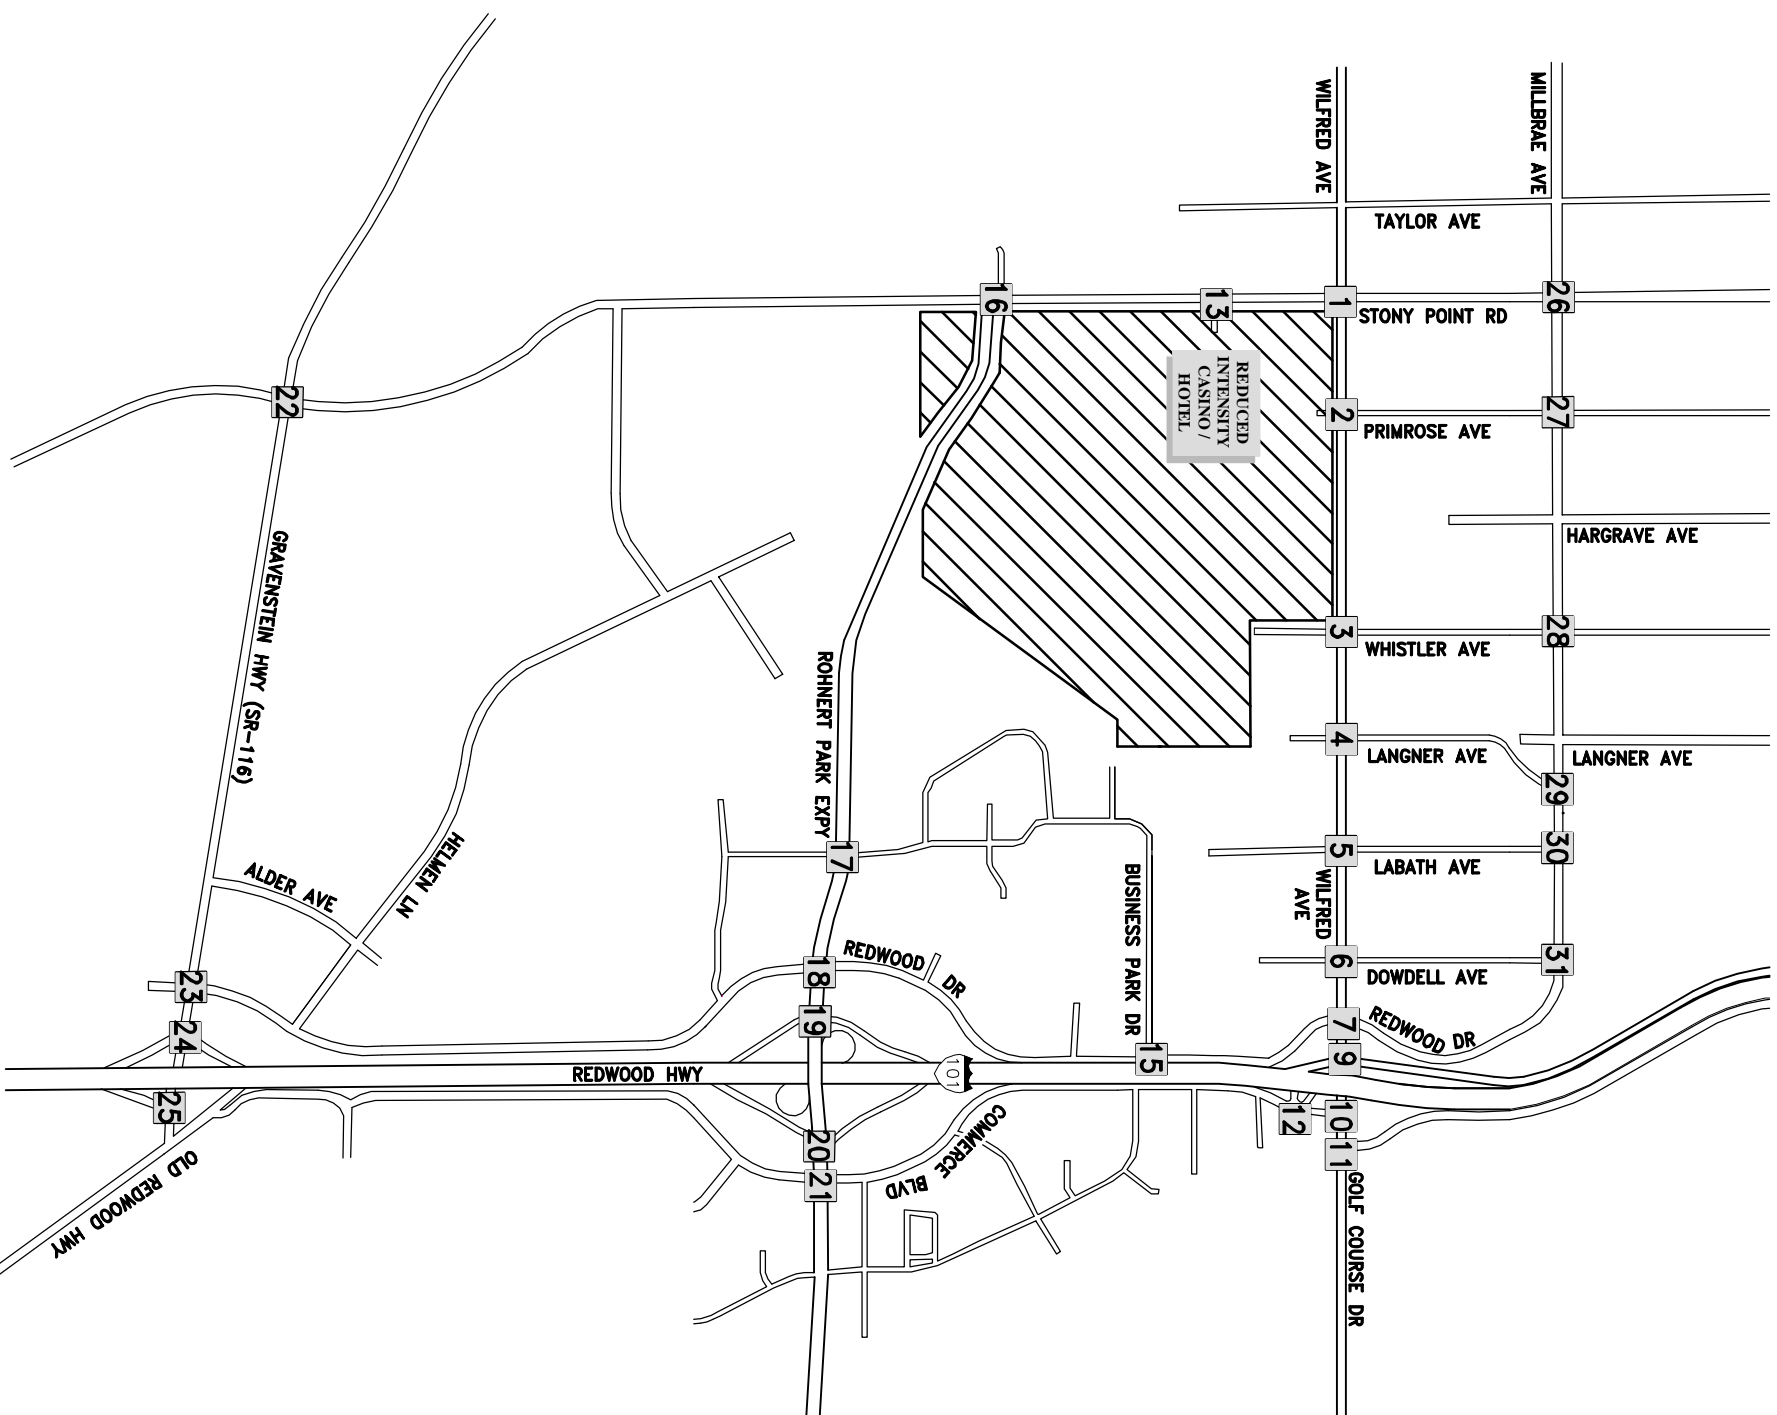 WILFRED AVE
MILLBRAE AVE
TAYLOR AVE
16
13
1
STONY POINT RD
26
REDUCED
INTENSITY
CASINO /
HOTEL
22
2
PRIMROSE AVE
27
HARGRAVE AVE
GRAVENSTEIN HWY (SR-116)
ROHNERT PARK EXPY
3
WHISTLER AVE
28
4
LANGNER AVE
LANGNER AVE
29
17
5
LABATH AVE
30
ALDER AVE
HELMEN LN
BUSINESS PARK DR
WILFRED
AVE
REDWOOD DR
18
6
DOWDELL AVE
31
23
19
7
REDWOOD DR
24
REDWOOD HWY
101
15
9
25
COMMERCE BLVD
12
10
20
11
21
OLD REDWOOD HWY
GOLF COURSE DR